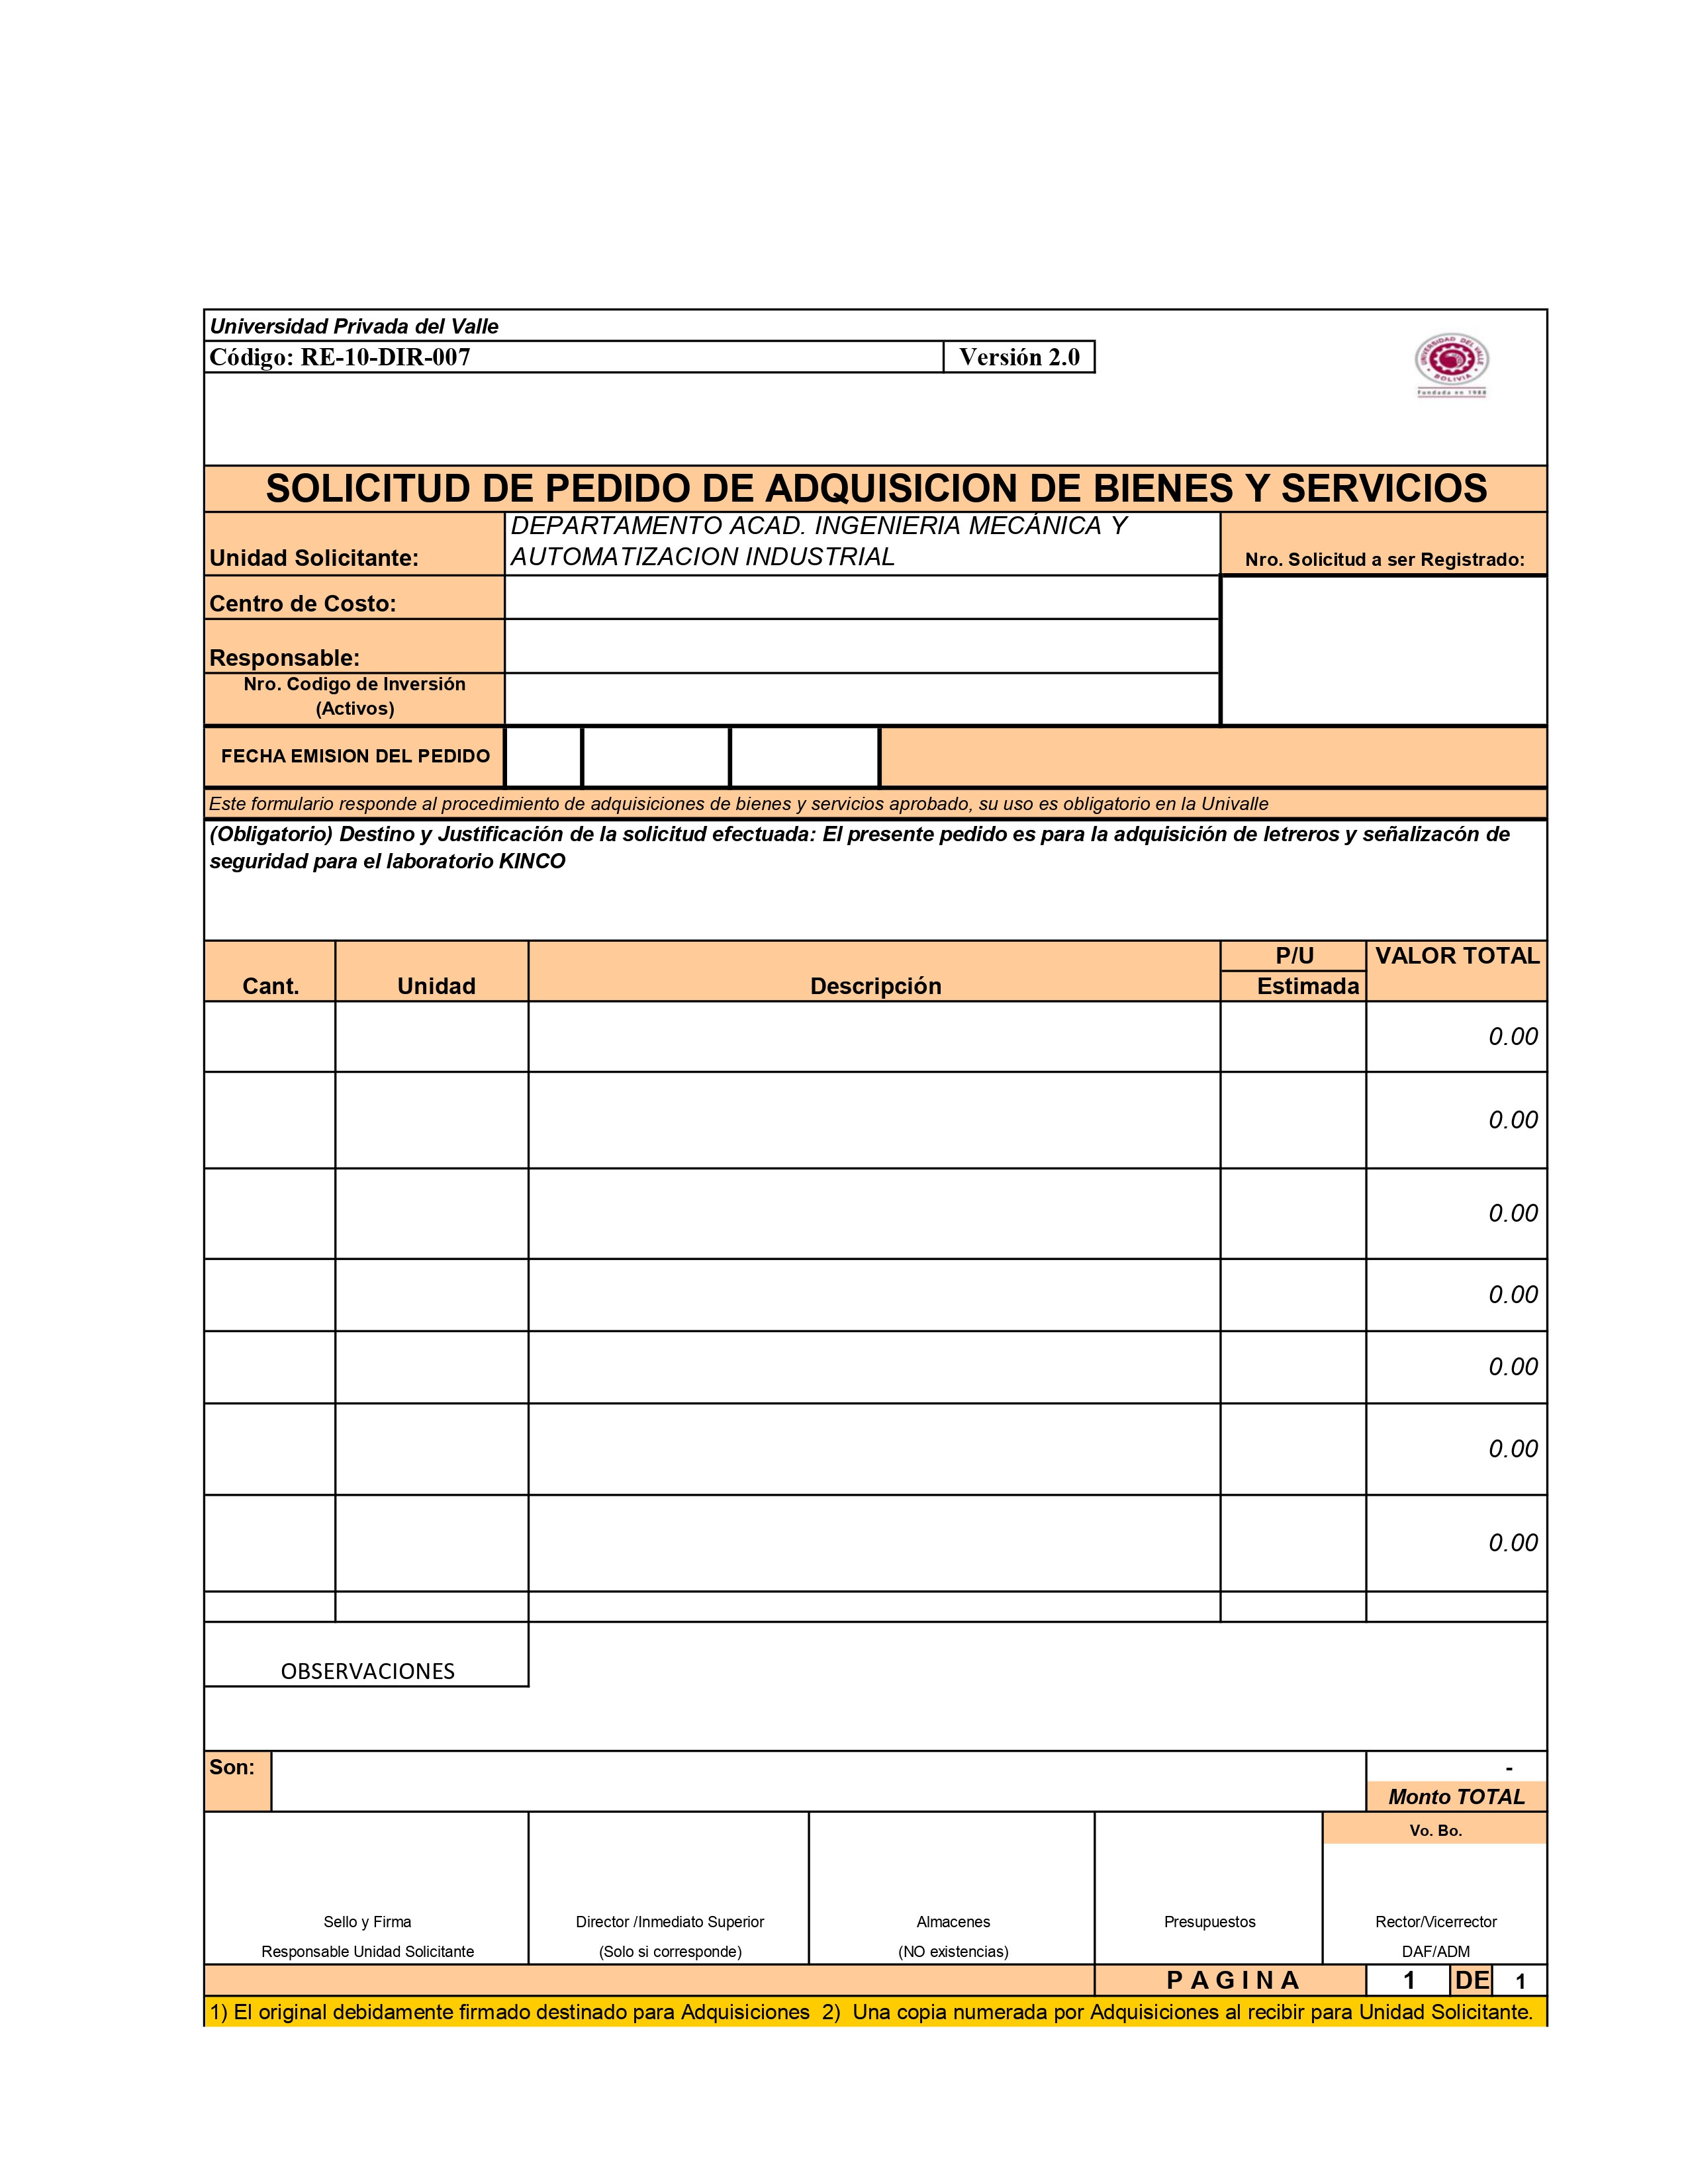 Universidad Privada del Valle
Código: RE-10-DIR-007 Versión 2.0
UNIVERSIDAD DEL VALLE
BOLIVIA
Fundada en 1988
SOLICITUD DE PEDIDO DE ADQUISICION DE BIENES Y SERVICIOS
DEPARTAMENTO ACAD. INGENIERIA MECÁNICA Y
Unidad Solicitante: AUTOMATIZACION INDUSTRIAL Nro. Solicitud a ser Registrado:
Centro de Costo:
Responsable:
Nro. Codigo de Inversión
(Activos)
FECHA EMISION DEL PEDIDO
Este formulario responde al procedimiento de adquisiciones de bienes y servicios aprobado, su uso es obligatorio en la Univalle
(Obligatorio) Destino y Justificación de la solicitud efectuada: El presente pedido es para la adquisición de letreros y señalizacón de
seguridad para el laboratorio KINCO
P/U VALOR TOTAL
Cant. Unidad Descripción Estimada
0.00
0.00
0.00
0.00
0.00
0.00
0.00
OBSERVACIONES
Son: -
Monto TOTAL
Vo. Bo.
Sello y Firma Director /Inmediato Superior Almacenes Presupuestos Rector/Vicerrector
Responsable Unidad Solicitante (Solo si corresponde) (NO existencias) DAF/ADM
P A G I N A 1 DE 1
1) El original debidamente firmado destinado para Adquisiciones 2) Una copia numerada por Adquisiciones al recibir para Unidad Solicitante.